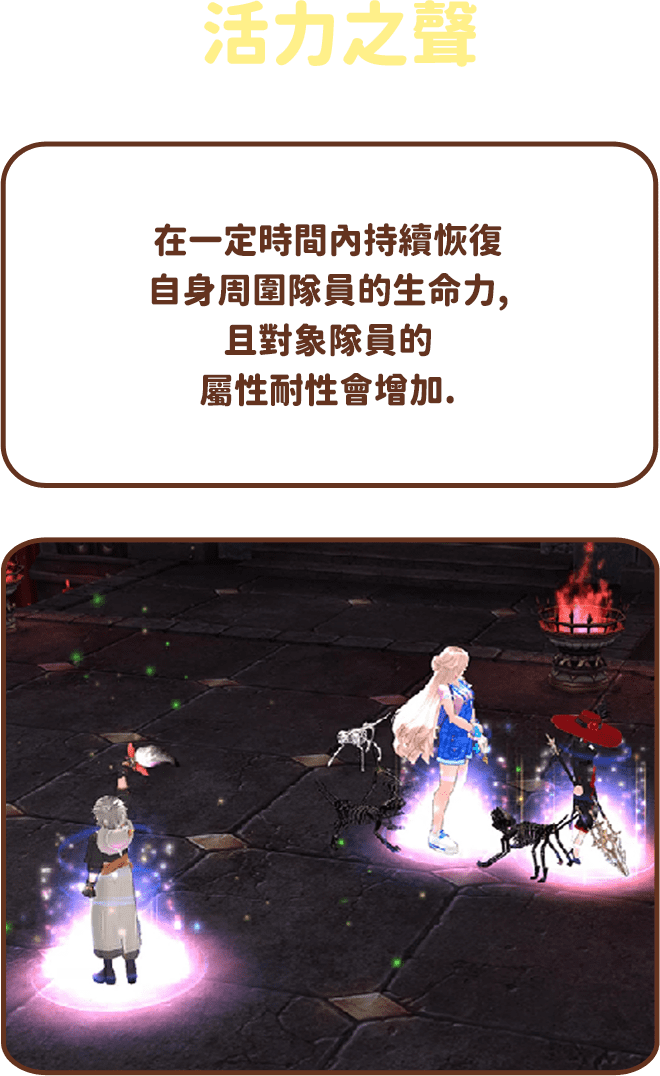 活力之聲
在一定時間內持續恢復
自身周圍隊員的生命力,
且對象隊員的
屬性耐性會增加.